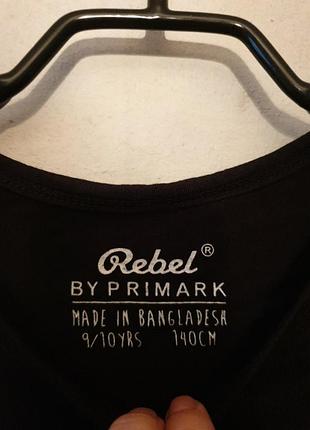 Rebel®
BY PRIMARK
MADE IN BANGLADESH
9/10YRS 140CM